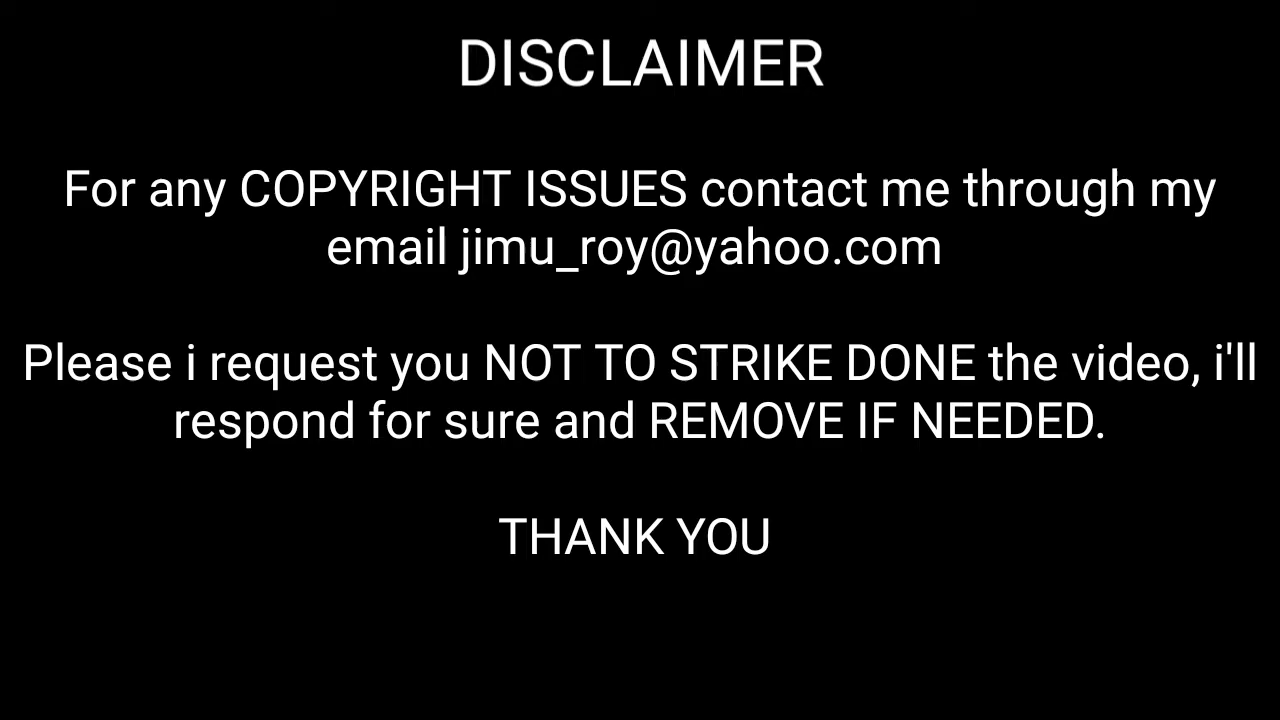 DISCLAIMER
For any COPYRIGHT ISSUES contact me through my
email jimu_roy@yahoo.com
Please i request you NOT TO STRIKE DONE the video, i'll
respond for sure and REMOVE IF NEEDED.
THANK YOU